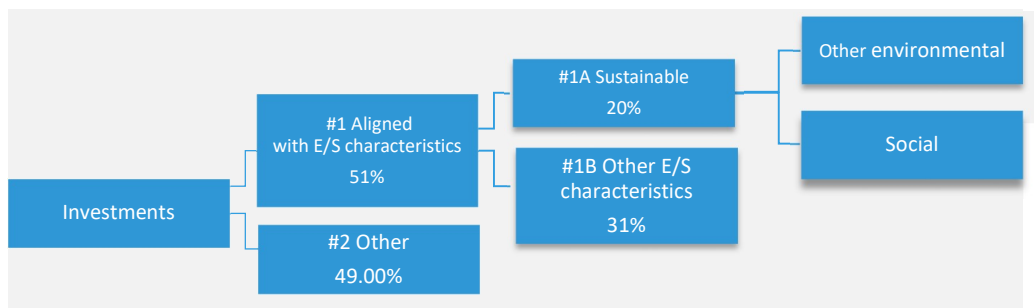 Investments
#1 Aligned
with E/S characteristics
51%
#2 Other
49.00%
#1A Sustainable
20%
#1B Other E/S
characteristics
31%
Other environmental
Social